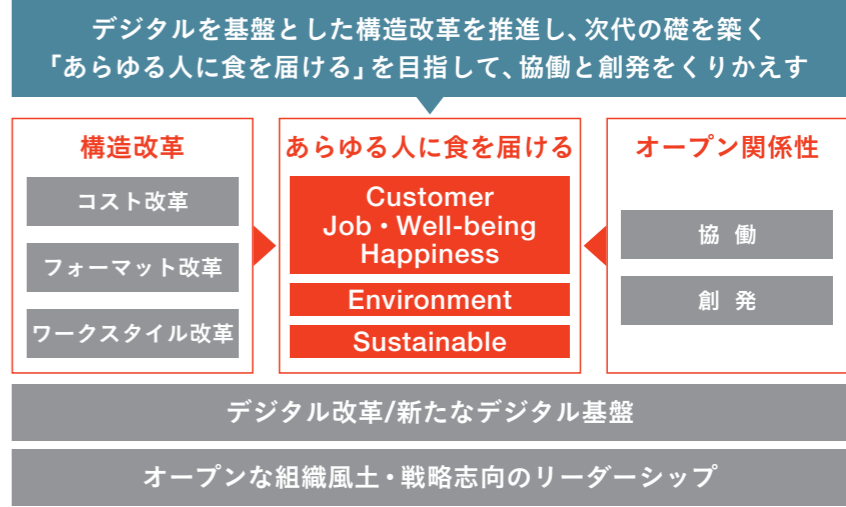 デジタルを基盤とした構造改革を推進し、次代の礎を築く
「あらゆる人に食を届ける」を目指して、協働と創発をくりかえす
構造改革
コスト改革
フォーマット改革
ワークスタイル改革
あらゆる人に食を届ける
Customer
Job・Well-being
Happiness
Environment
Sustainable
オープン関係性
協 働
創 発
デジタル改革/新たなデジタル基盤
オープンな組織風土・戦略志向のリーダーシップ